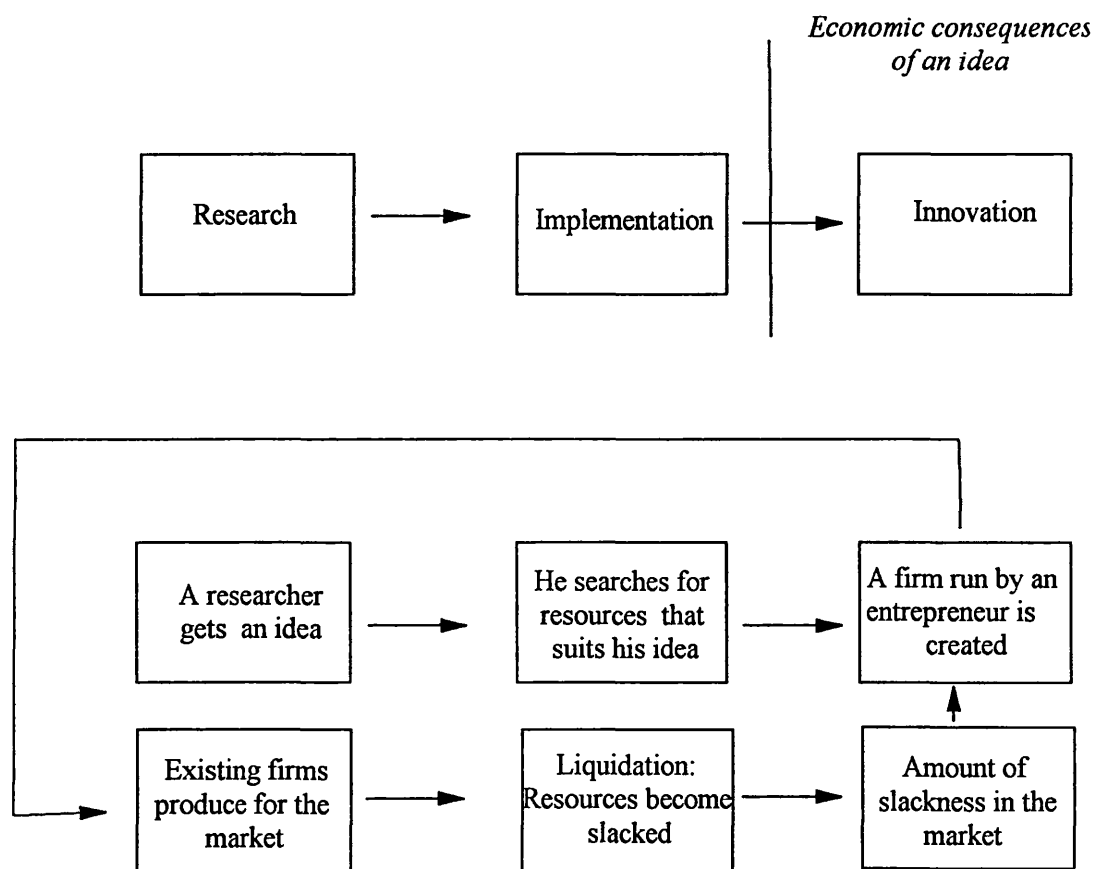 Economic consequences
of an idea
Research
Implementation
Innovation
A researcher
gets an idea
He searches for
resources that
suits his idea
A firm run by an
entrepreneur is
created
Existing firms
produce for the
market
Liquidation:
Resources become
slacked
Amount of
slackness in the
market